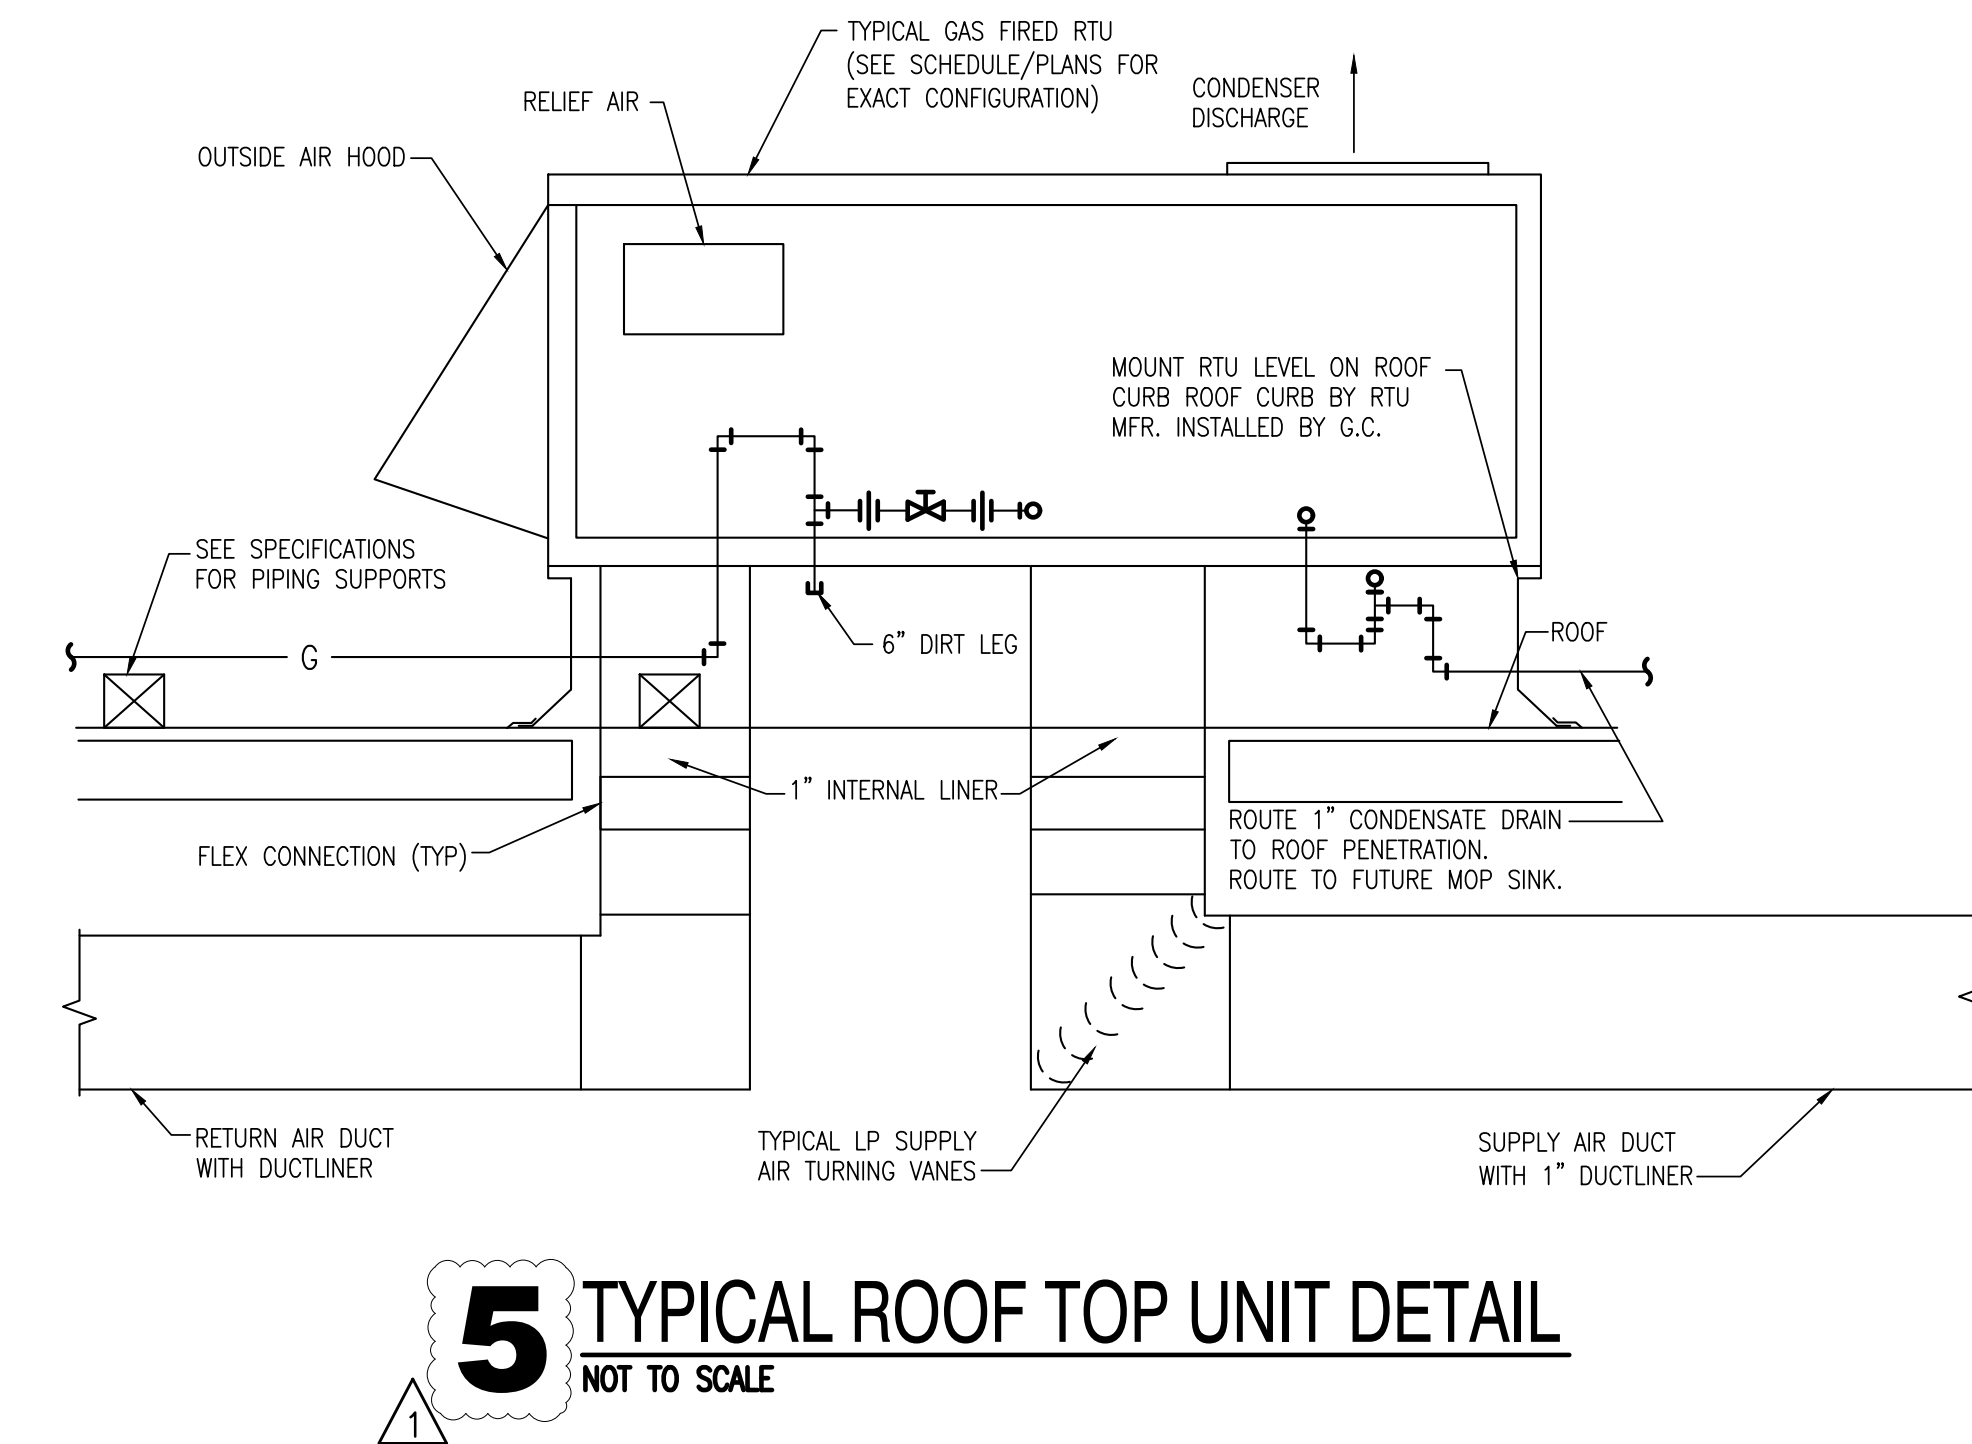 TYPICAL GAS FIRED RTU
(SEE SCHEDULE/PLANS FOR
EXACT CONFIGURATION)
RELIEF AIR
CONDENSER
DISCHARGE
OUTSIDE AIR HOOD
MOUNT RTU LEVEL ON ROOF
CURB ROOF CURB BY RTU
MFR. INSTALLED BY G.C.
SEE SPECIFICATIONS
FOR PIPING SUPPORTS
G
6" DIRT LEG
ROOF
1" INTERNAL LINER
FLEX CONNECTION (TYP)
ROUTE 1" CONDENSATE DRAIN
TO ROOF PENETRATION.
ROUTE TO FUTURE MOP SINK.
RETURN AIR DUCT
WITH DUCTLINER
TYPICAL LP SUPPLY
AIR TURNING VANES
SUPPLY AIR DUCT
WITH 1" DUCTLINER
5 TYPICAL ROOF TOP UNIT DETAIL
NOT TO SCALE
1